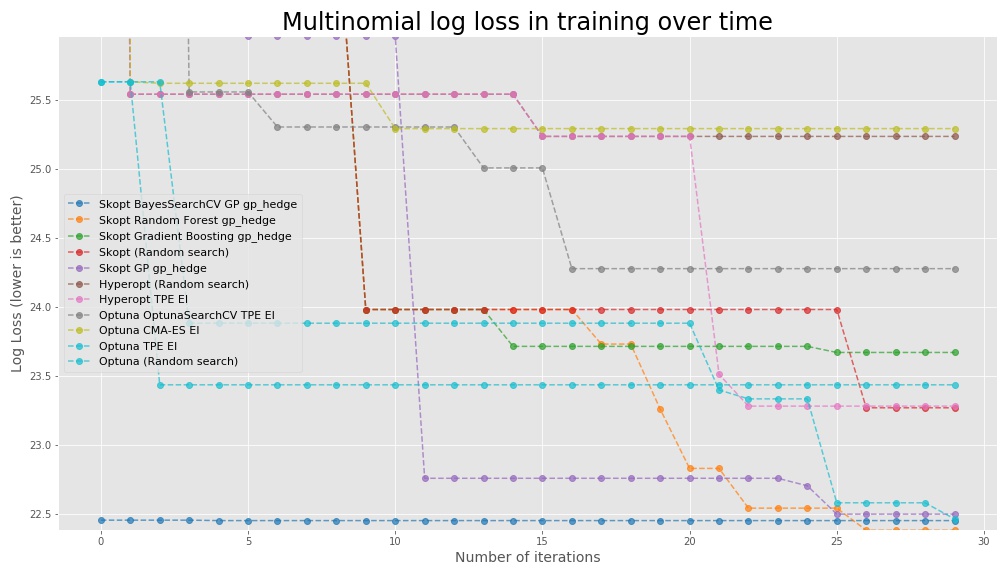 Multinomial log loss in training over time
Log Loss (lower is better)
25.5
25.0
24.5
24.0
23.5
23.0
22.5
Skopt BayesSearchCV GP gp_hedge
Skopt Random Forest gp_hedge
Skopt Gradient Boosting gp_hedge
Skopt (Random search)
Skopt GP gp_hedge
Hyperopt (Random search)
Hyperopt TPE EI
Optuna OptunaSearchCV TPE EI
Optuna CMA-ES EI
Optuna TPE EI
Optuna (Random search)
0 5 10 15 20 25 30
Number of iterations